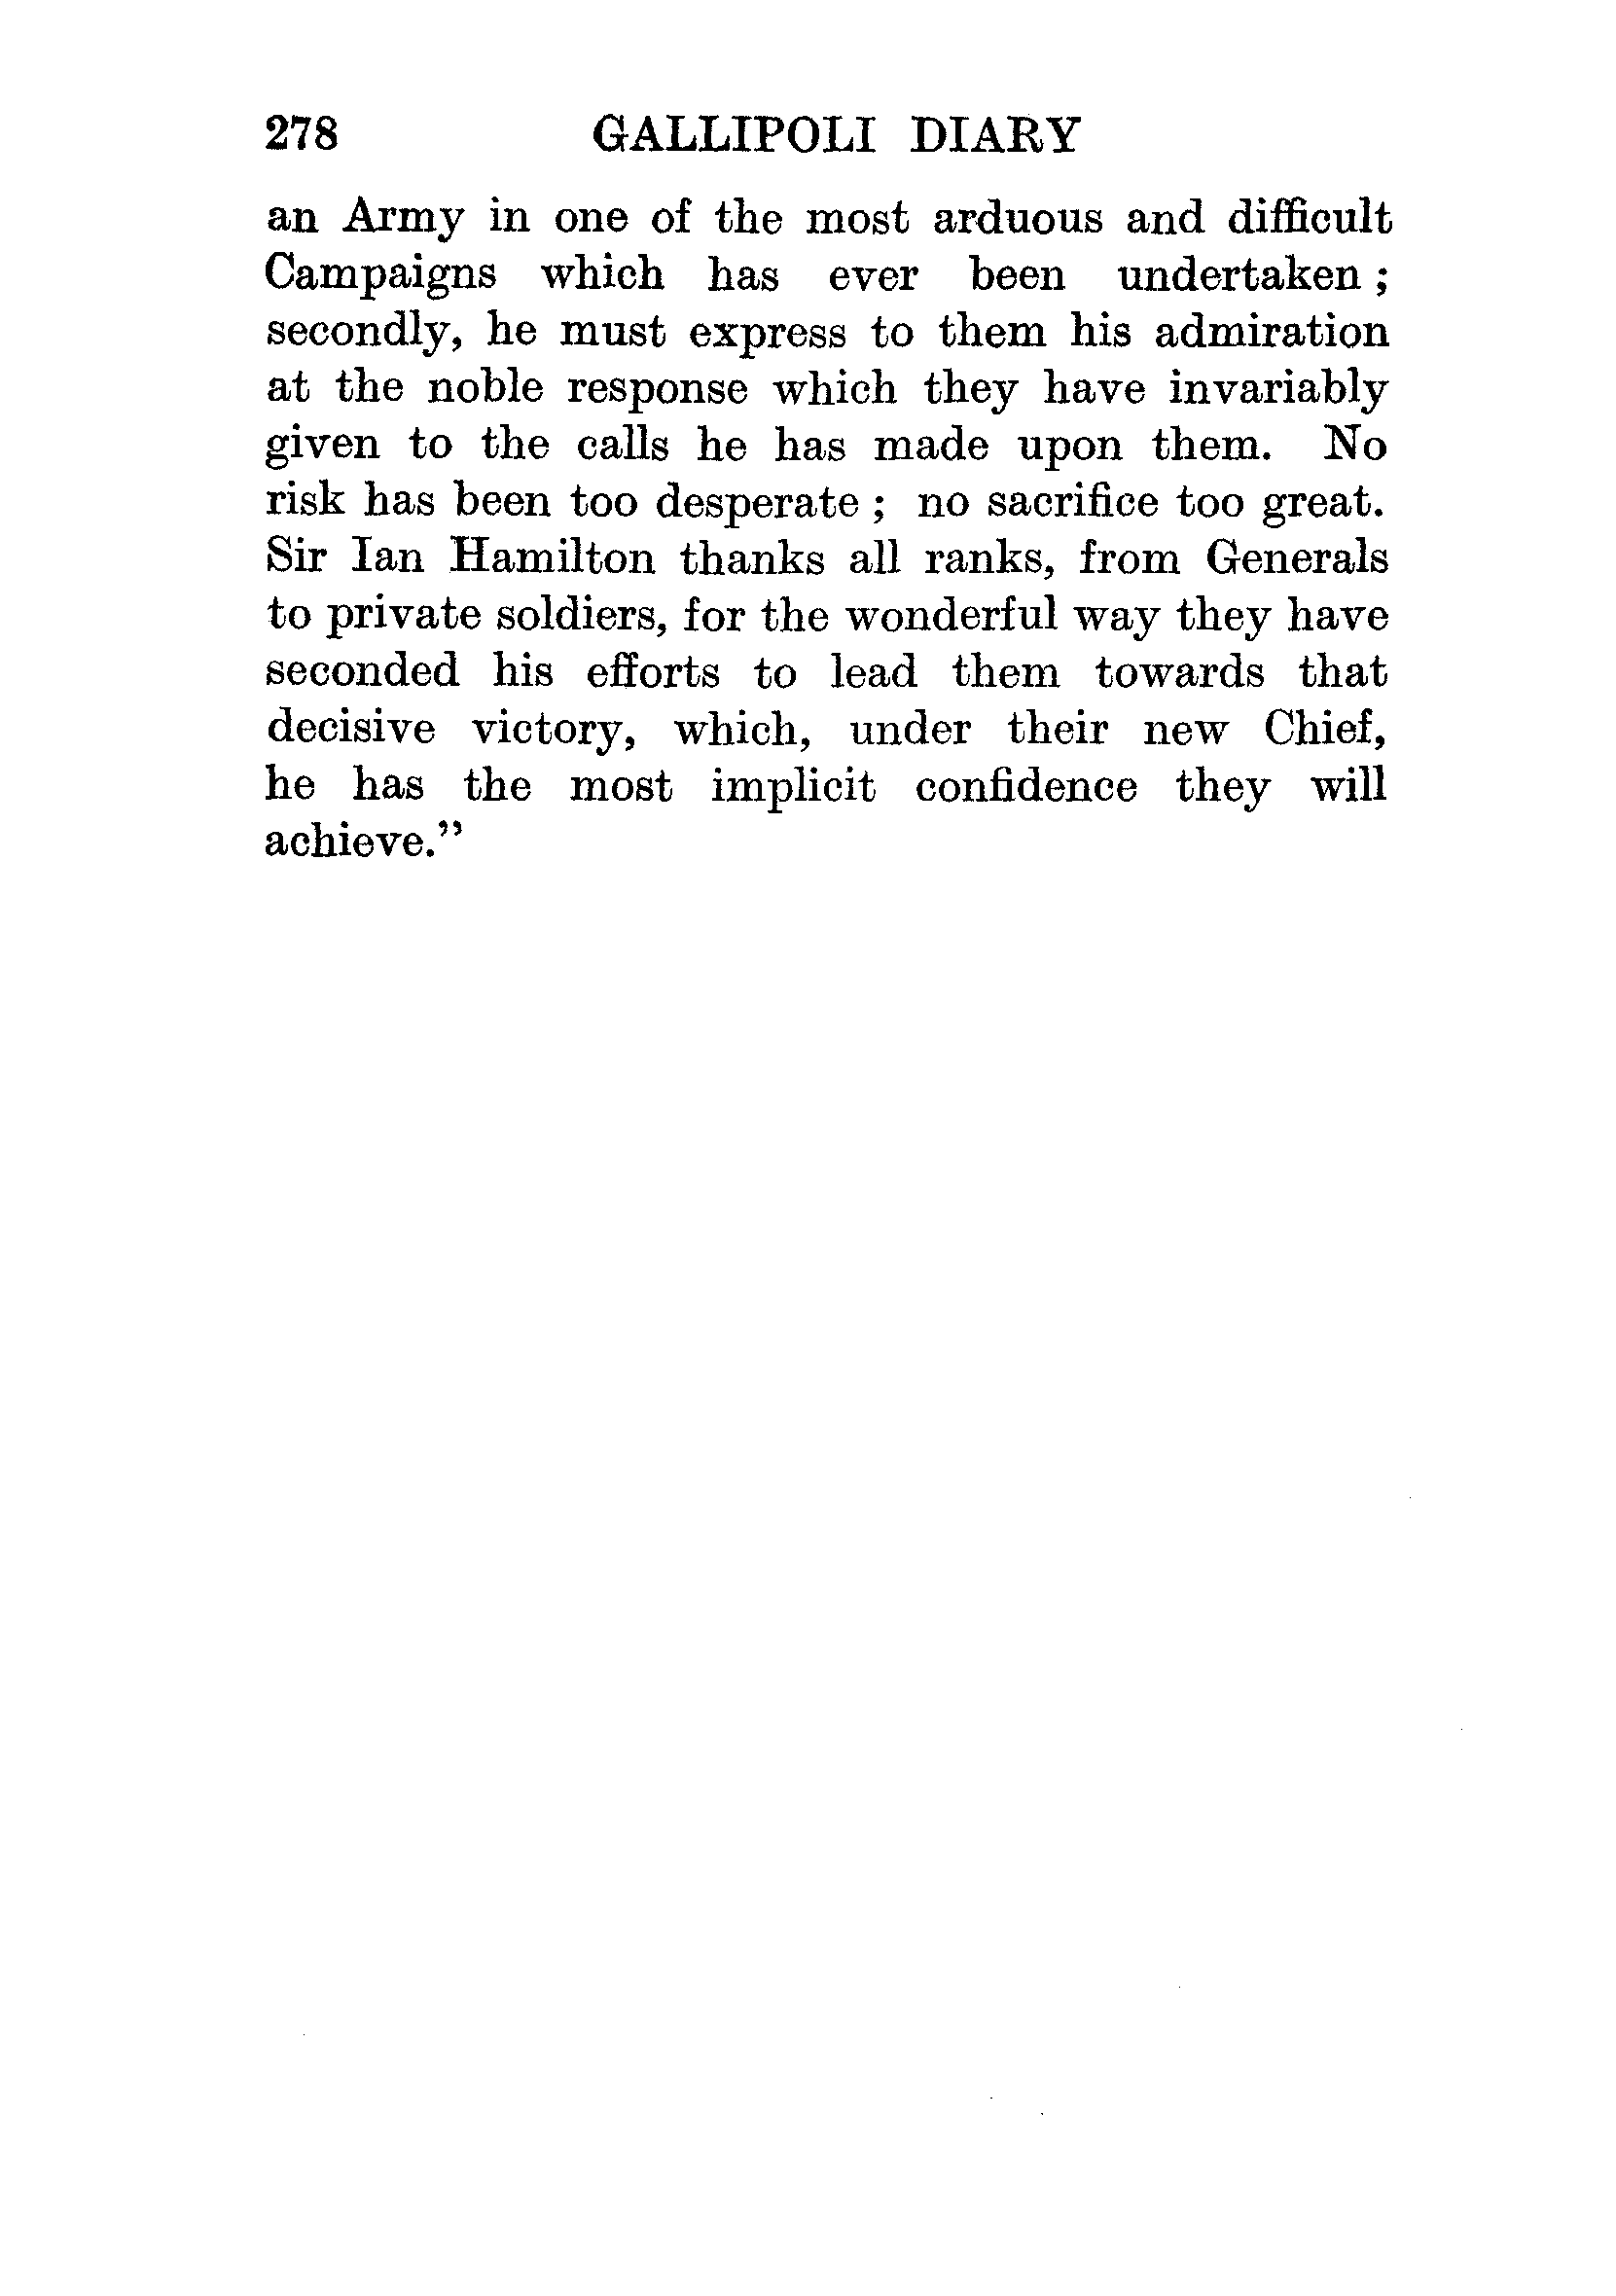 278 GALLIPOLI DIARY
an Army in one of the most arduous and difficult
Campaigns which has ever been undertaken ;
secondly, he must express to them his admiration
at the noble response which they have invariably
given to the calls he has made upon them. No
risk has been too desperate ; no sacrifice too great.
Sir Ian Hamilton thanks all ranks, from Generals
to private soldiers, for the wonderful way they have
seconded his efforts to lead them towards that
decisive victory, which, under their new Chief,
he has the most implicit confidence they will
achieve.”